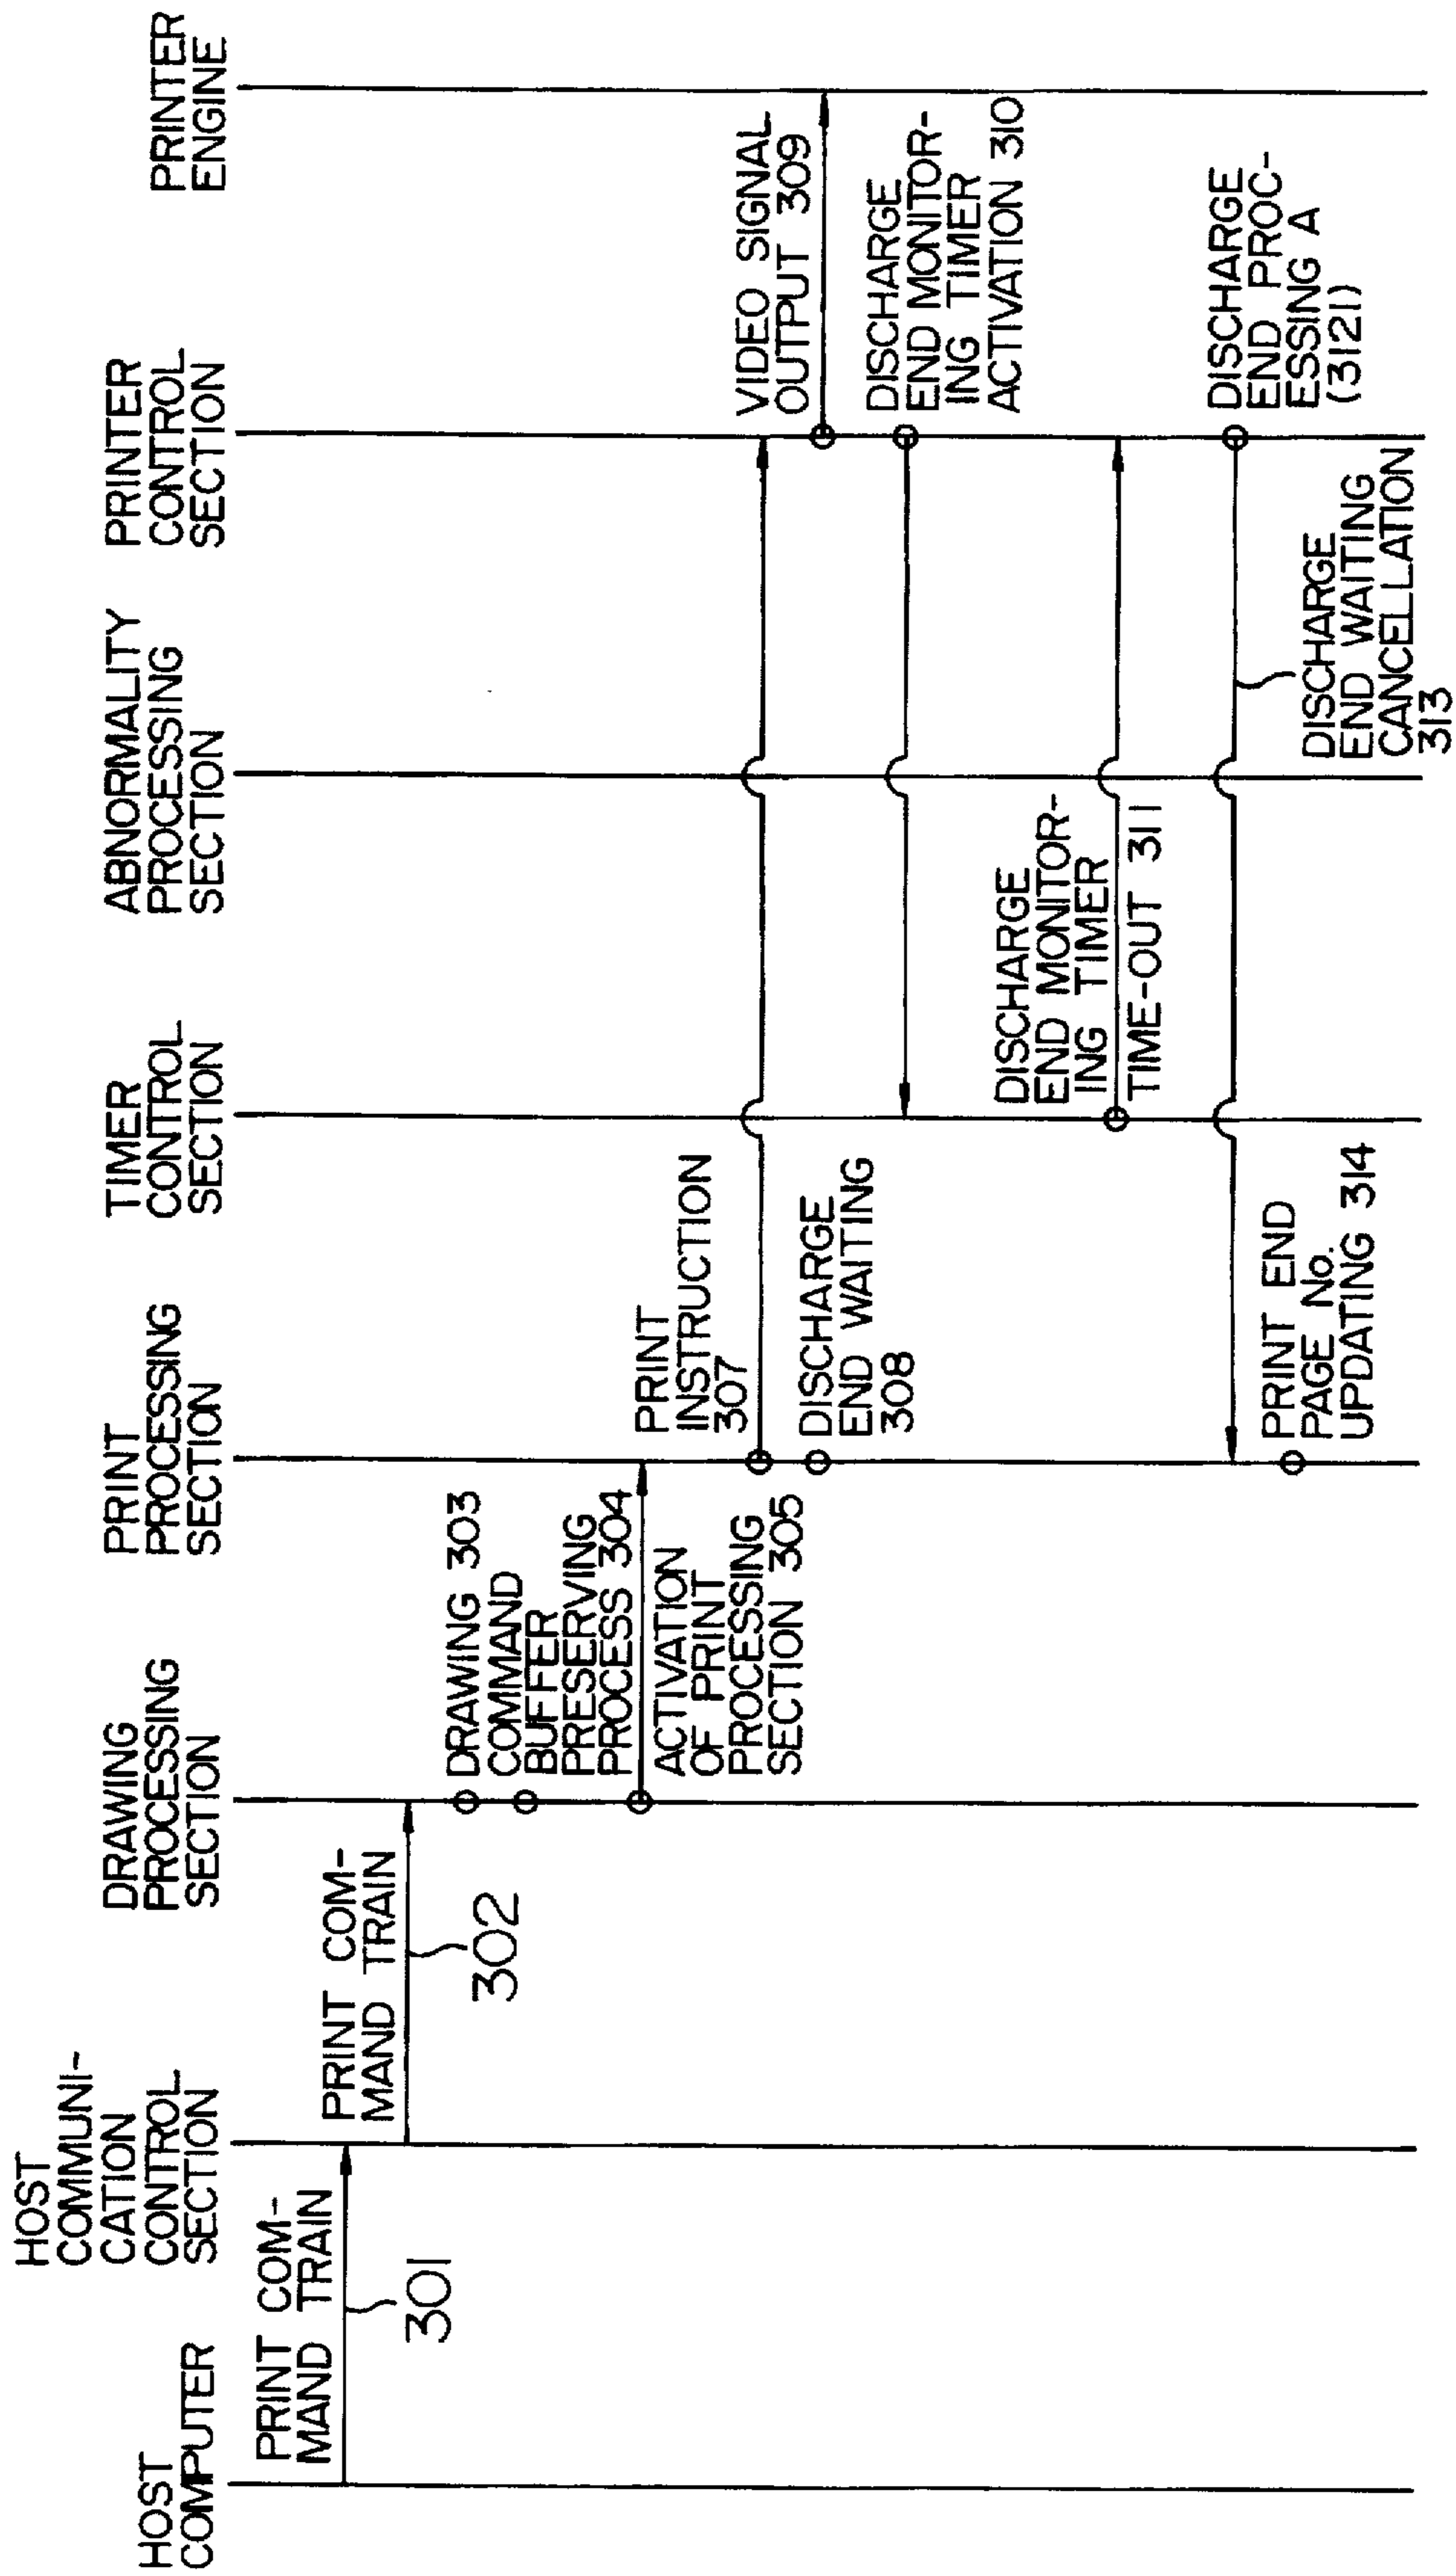 HOST
COMPUTER
HOST
COMMUNI-
CATION
CONTROL
SECTION
DRAWING
PROCESSING
SECTION
PRINT
PROCESSING
SECTION
TIMER
CONTROL
SECTION
ABNORMALITY
PROCESSING
SECTION
PRINTER
CONTROL
SECTION
PRINTER
ENGINE
PRINT COM-
MAND TRAIN
301
PRINT COM-
MAND TRAIN
302
DRAWING 303
COMMAND
BUFFER
PRESERVING
PROCESS 304
ACTIVATION
OF PRINT
PROCESSING
SECTION 305
PRINT
INSTRUCTION
307
DISCHARGE
END WAITING
308
VIDEO SIGNAL
OUTPUT 309
DISCHARGE
END MONITOR-
ING TIMER
ACTIVATION 310
DISCHARGE
END MONITOR-
ING TIMER
TIME-OUT 311
DISCHARGE
END PROC-
ESSING A
(3121)
DISCHARGE
END WAITING
CANCELLATION
313
PRINT END
PAGE No.
UPDATING 314